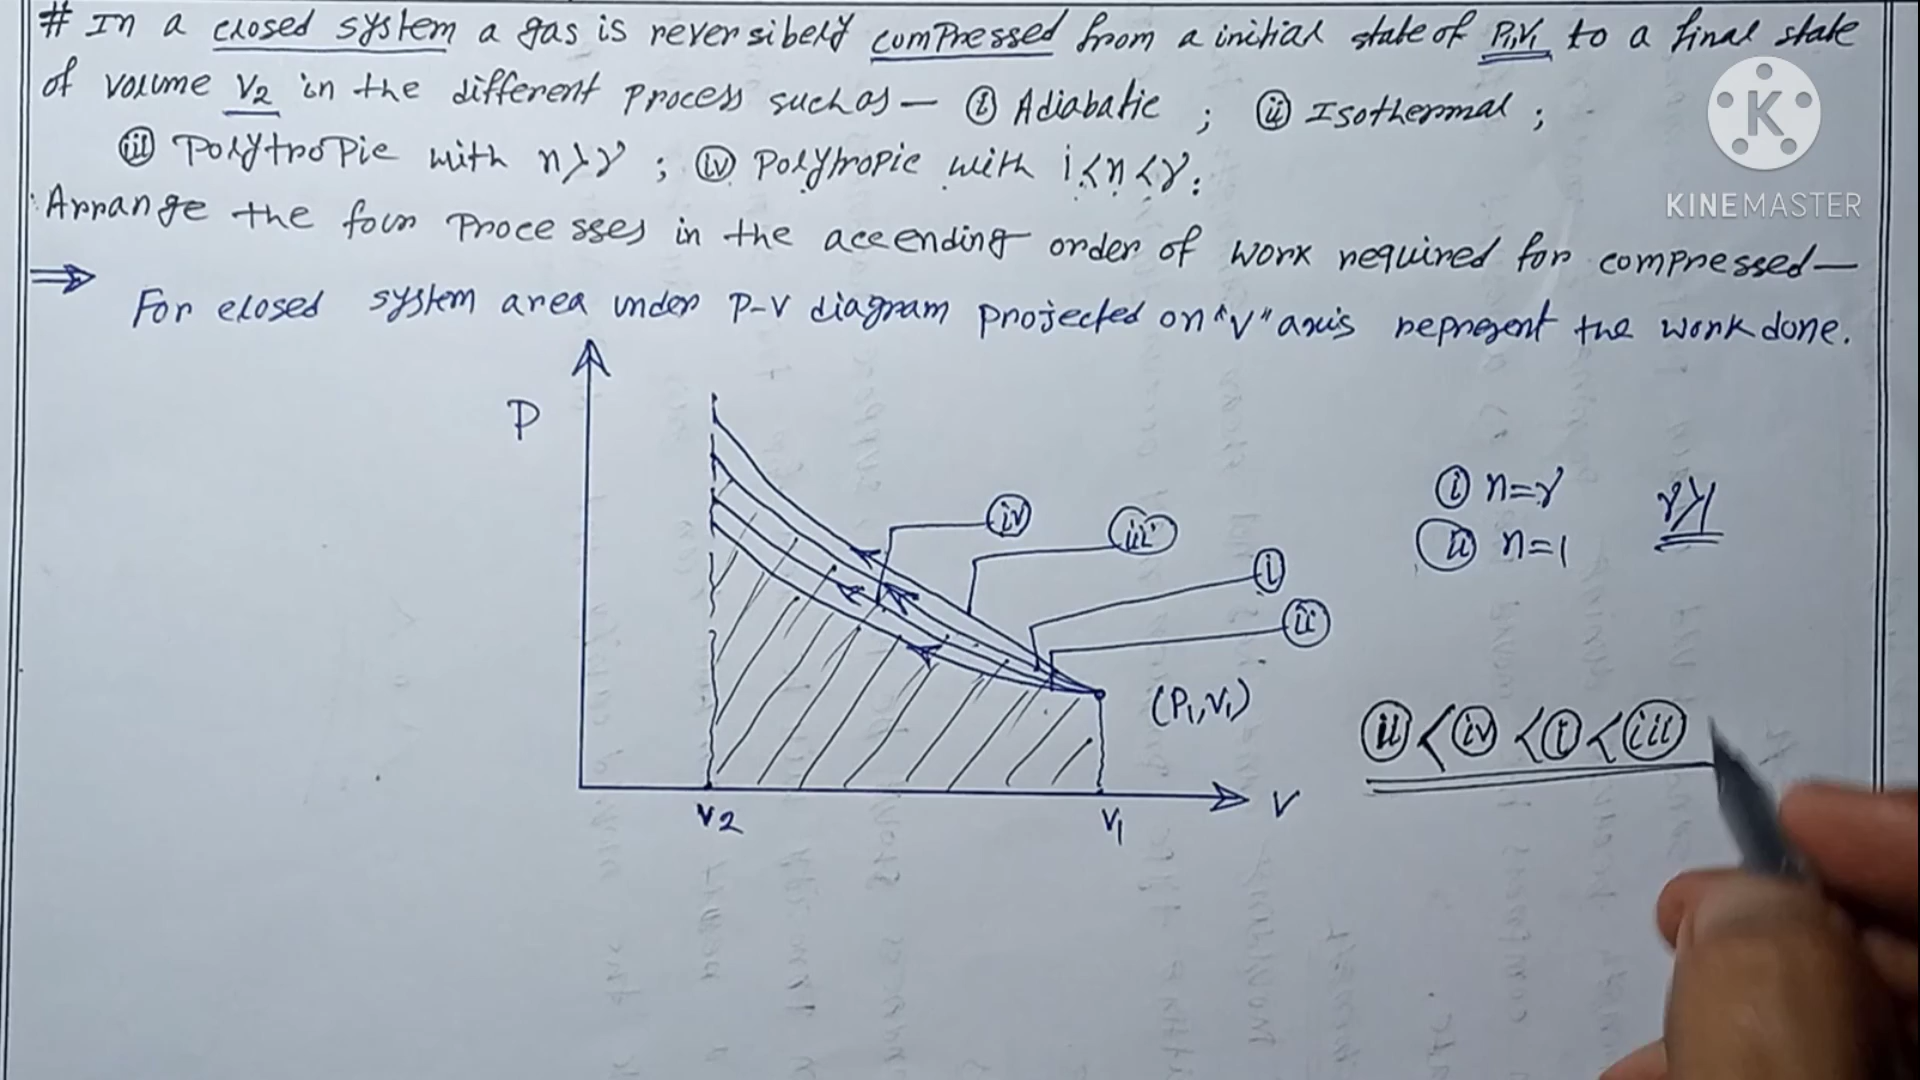 # In a closed system a gas is reversibely compressed from a initial state of P₁V₁ to a final state
of volume V2 in the different process such as — (i) Adiabatic ; (ii) Isothermal ;
(iii) Polytropic with n>γ ; (iv) Polytropic with 1<n<γ.
Arrange the four processes in the accending order of work required for compressed—
⇒ For closed system area under P-V diagram projected on "V" axis represent the work done.
K
KINEMASTER
P
(iv)
(iii)
(i)
(ii)
(i) n=γ
γ>1
(ii) n=1
(P₁,V₁)
(ii)<(iv)<(i)<(iii)
V2
V₁
V